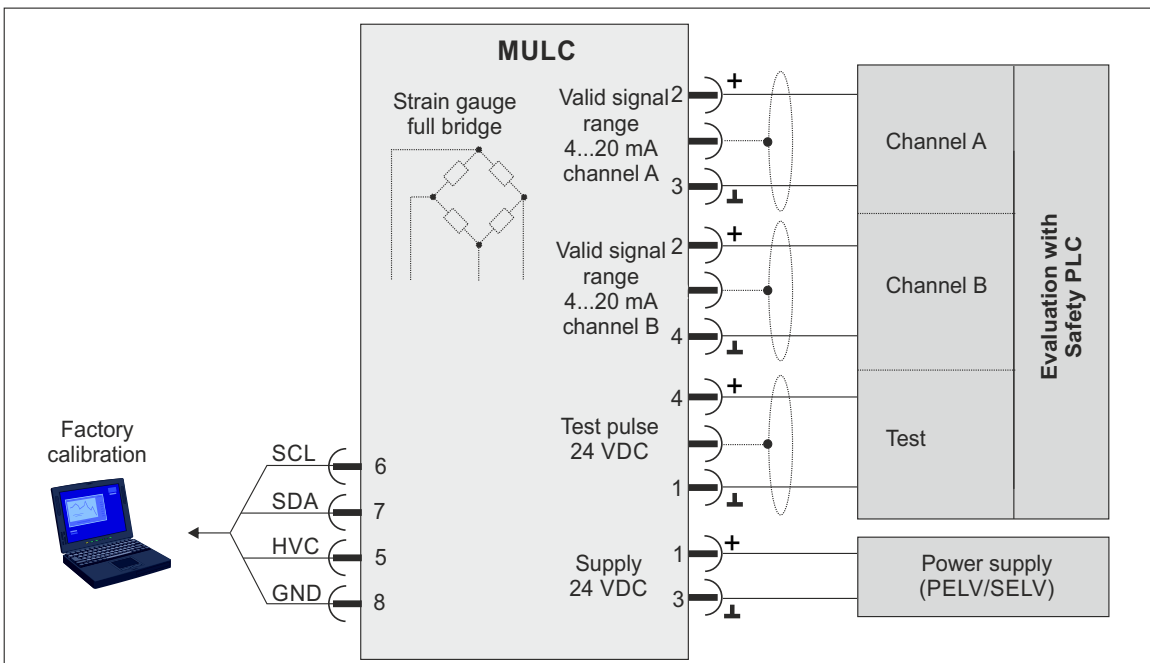 MULC
Strain gauge
full bridge
Valid signal
range
4...20 mA
channel A
2
+
3
Channel A
Valid signal
range
4...20 mA
channel B
2
+
4
Channel B
4
+
Test pulse
24 VDC
1
Test
Evaluation with
Safety PLC
Factory
calibration
SCL
6
SDA
7
HVC
5
GND
8
Supply
24 VDC
1
+
3
Power supply
(PELV/SELV)